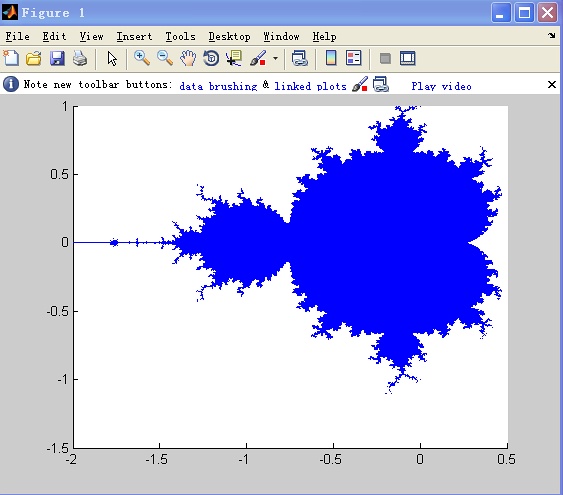 Figure 1
File Edit View Insert Tools Desktop Window Help
Note new toolbar buttons: data brushing & linked plots Play video
1
0.5
0
-0.5
-1
-1.5
-2 -1.5 -1 -0.5 0 0.5